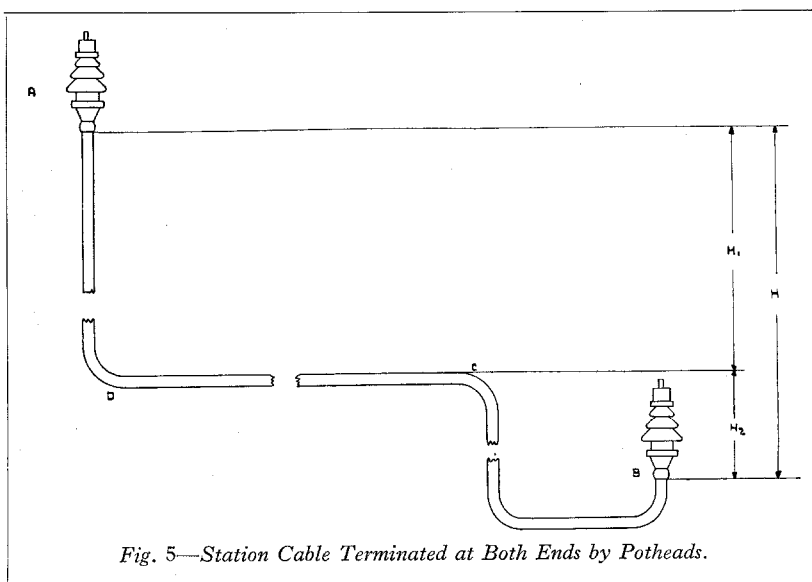 A
H₁
H
C
D
H₂
B
Fig. 5—Station Cable Terminated at Both Ends by Potheads.